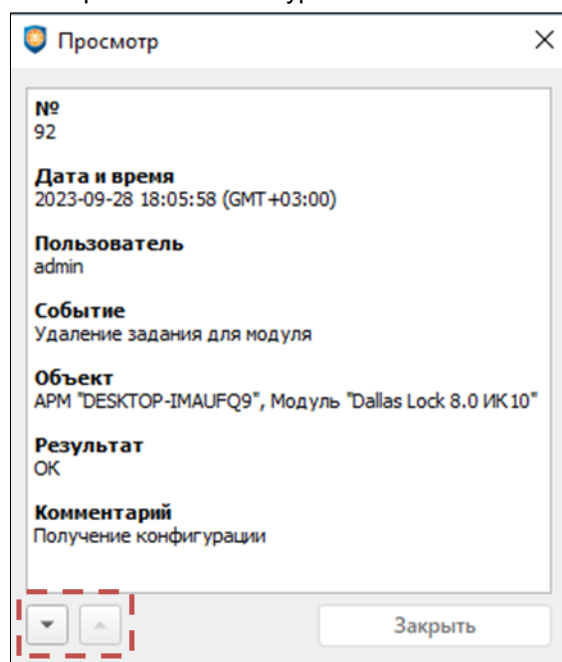 Просмотр
№
92
Дата и время
2023-09-28 18:05:58 (GMT+03:00)
Пользователь
admin
Событие
Удаление задания для модуля
Объект
АРМ "DESKTOP-IMAUFQ9", Модуль "Dallas Lock 8.0 ИК10"
Результат
ОК
Комментарий
Получение конфигурации
Закрыть